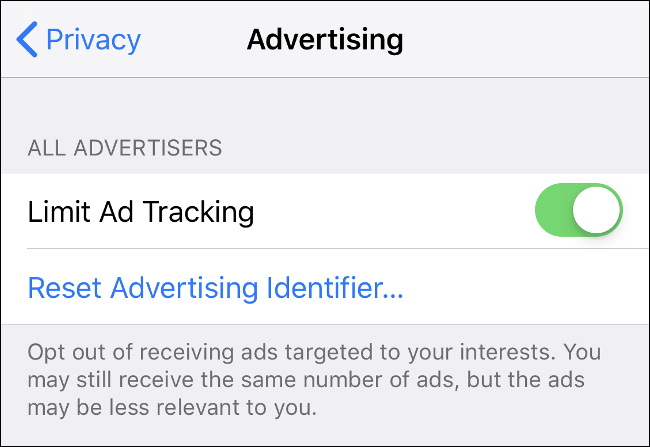 Privacy
Advertising
ALL ADVERTISERS
Limit Ad Tracking
Reset Advertising Identifier...
Opt out of receiving ads targeted to your interests. You
may still receive the same number of ads, but the ads
may be less relevant to you.